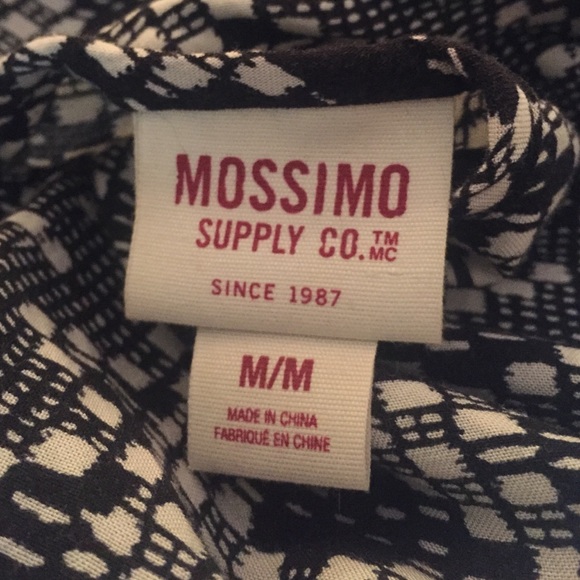 MOSSIMO
SUPPLY CO.™ MC
SINCE 1987
M/M
MADE IN CHINA
FABRIQUÉ EN CHINE